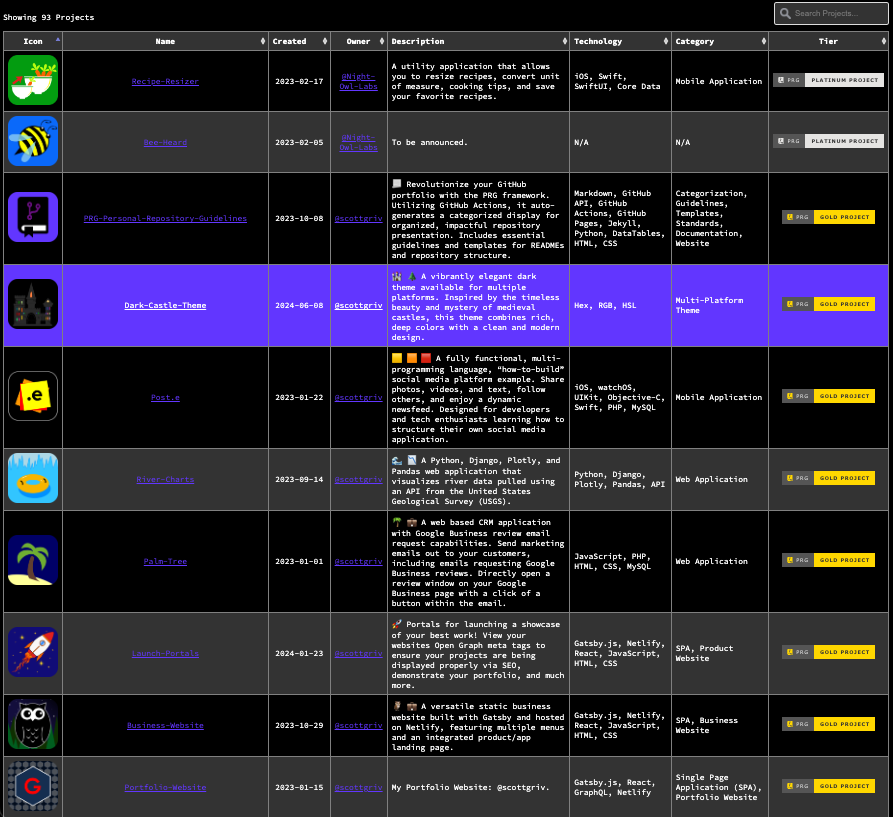 Showing 93 Projects
Search Projects...
Icon Name Created Owner Description Technology Category Tier
Recipe-Resizer
2023-02-17
@Night-
Owl-Labs
A utility application that allows
you to resize recipes, convert unit
of measure, cooking tips, and save
your favorite recipes.
iOS, Swift,
SwiftUI, Core Data
Mobile Application
PRG PLATINUM PROJECT
Bee-Heard
2023-02-05
@Night-
Owl-Labs
To be announced.
N/A
N/A
PRG PLATINUM PROJECT
PRG-Personal-Repository-Guidelines
2023-10-08
@scottgriv
📃 Revolutionize your GitHub
portfolio with the PRG framework.
Utilizing GitHub Actions, it auto-
generates a categorized display for
organized, impactful repository
presentation. Includes essential
guidelines and templates for READMEs
and repository structure.
Markdown, GitHub
API, GitHub
Actions, GitHub
Pages, Jekyll,
Python, DataTables,
HTML, CSS
Categorization,
Guidelines,
Templates,
Standards,
Documentation,
Website
PRG GOLD PROJECT
Dark-Castle-Theme
2024-06-08
@scottgriv
🏰 🌲 A vibrantly elegant dark
theme available for multiple
platforms. Inspired by the timeless
beauty and mystery of medieval
castles, this theme combines rich,
deep colors with a clean and modern
design.
Hex, RGB, HSL
Multi-Platform
Theme
PRG GOLD PROJECT
.e
Post.e
2023-01-22
@scottgriv
🟨 🟧 🟥 A fully functional, multi-
programming language, “how-to-build”
social media platform example. Share
photos, videos, and text, follow
others, and enjoy a dynamic
newsfeed. Designed for developers
and tech enthusiasts learning how to
structure their own social media
application.
iOS, watchOS,
UIKit, Objective-C,
Swift, PHP, MySQL
Mobile Application
PRG GOLD PROJECT
River-Charts
2023-09-14
@scottgriv
🌊 📉 A Python, Django, Plotly, and
Pandas web application that
visualizes river data pulled using
an API from the United States
Geological Survey (USGS).
Python, Django,
Plotly, Pandas, API
Web Application
PRG GOLD PROJECT
Palm-Tree
2023-01-01
@scottgriv
🌴 💼 A web based CRM application
with Google Business review email
request capabilities. Send marketing
emails out to your customers,
including emails requesting Google
Business reviews. Directly open a
review window on your Google
Business page with a click of a
button within the email.
JavaScript, PHP,
HTML, CSS, MySQL
Web Application
PRG GOLD PROJECT
Launch-Portals
2024-01-23
@scottgriv
🚀 Portals for launching a showcase
of your best work! View your
websites Open Graph meta tags to
ensure your projects are being
displayed properly via SEO,
demonstrate your portfolio, and much
more.
Gatsby.js, Netlify,
React, JavaScript,
HTML, CSS
SPA, Product
Website
PRG GOLD PROJECT
Business-Website
2023-10-29
@scottgriv
🦉 💼 A versatile static business
website built with Gatsby and hosted
on Netlify, featuring multiple menus
and an integrated product/app
landing page.
Gatsby.js, Netlify,
React, JavaScript,
HTML, CSS
SPA, Business
Website
PRG GOLD PROJECT
G
Portfolio-Website
2023-01-15
@scottgriv
My Portfolio Website: @scottgriv.
Gatsby.js, React,
GraphQL, Netlify
Single Page
Application (SPA),
Portfolio Website
PRG GOLD PROJECT